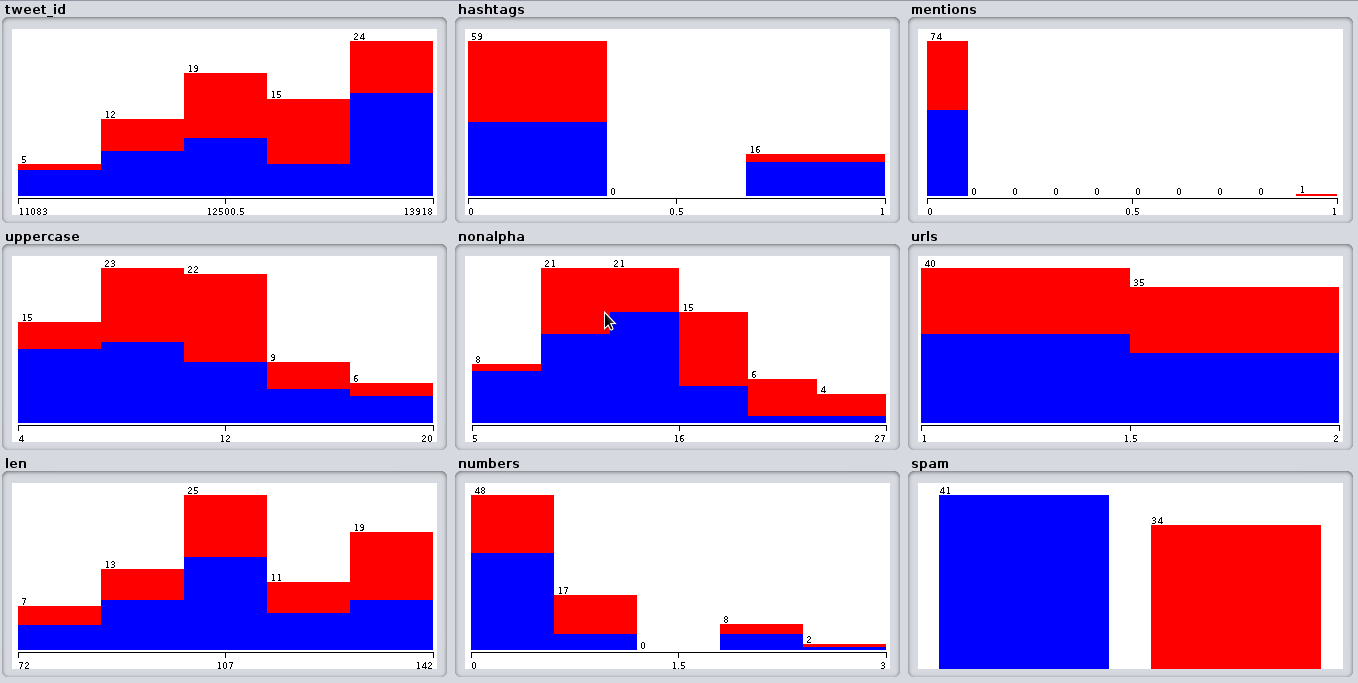 tweet_id
24
19
15
12
5
11083 12500.5 13918
hashtags
59
16
0
0 0.5 1
mentions
74
0 0 0 0 0 0 0 0 1
0 0.5 1
uppercase
23
22
15
9
6
4 12 20
nonalpha
21 21
15
8
6
4
5 16 27
urls
40
35
1 1.5 2
len
25
19
13
11
7
72 107 142
numbers
48
17
8
2
0
0 1.5 3
spam
41
34